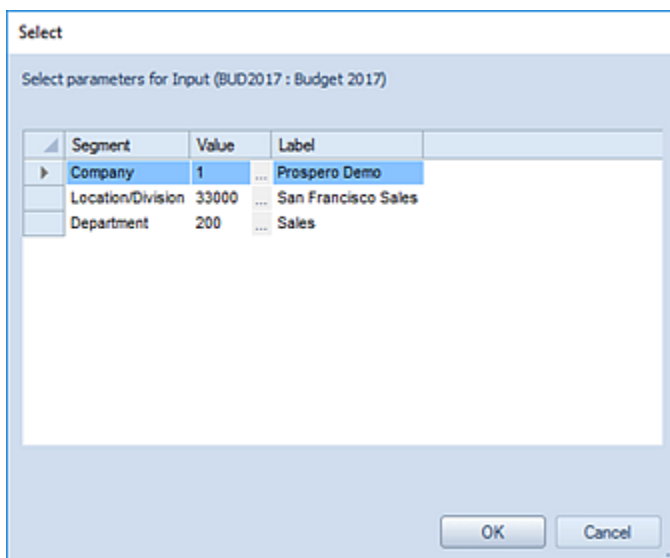 Select
Select parameters for Input (BUD2017 : Budget 2017)
Segment Value Label
Company 1 ... Prospero Demo
Location/Division 33000 ... San Francisco Sales
Department 200 ... Sales
OK Cancel